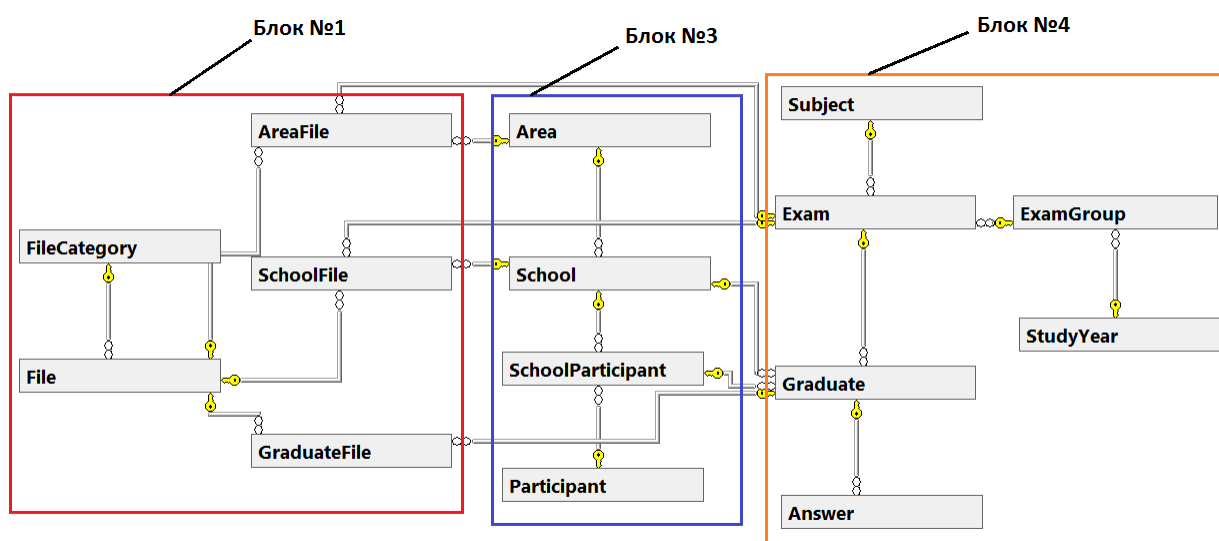 Блок №1
Блок №3
Блок №4
AreaFile
FileCategory
SchoolFile
File
GraduateFile
Area
School
SchoolParticipant
Participant
Subject
Exam
ExamGroup
StudyYear
Graduate
Answer